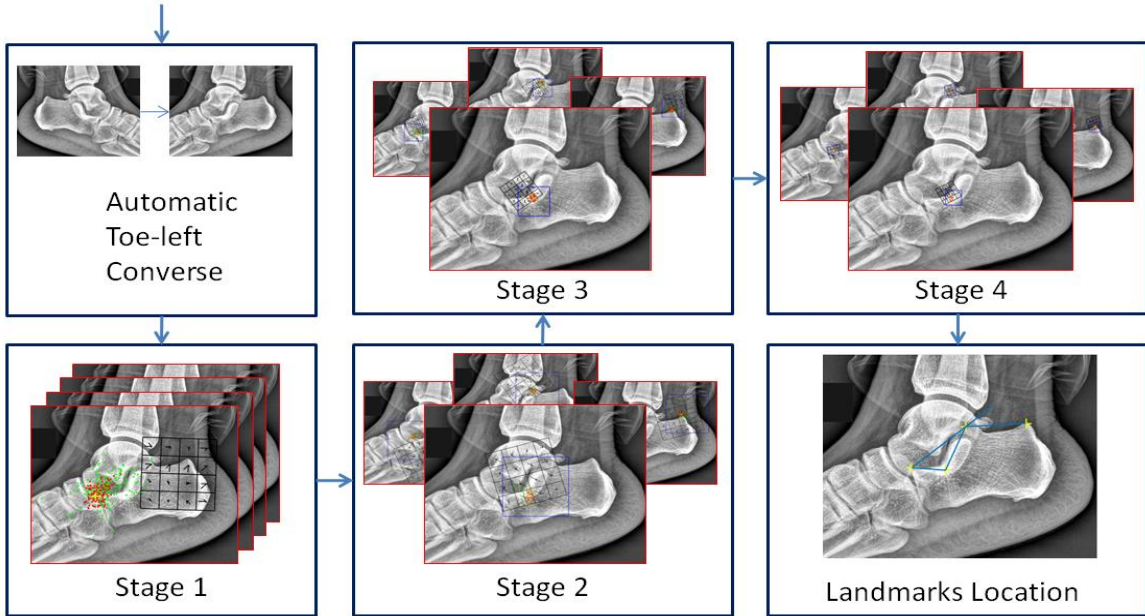 Automatic
Toe-left
Converse
Stage 3
Stage 4
Stage 1
Stage 2
Landmarks Location